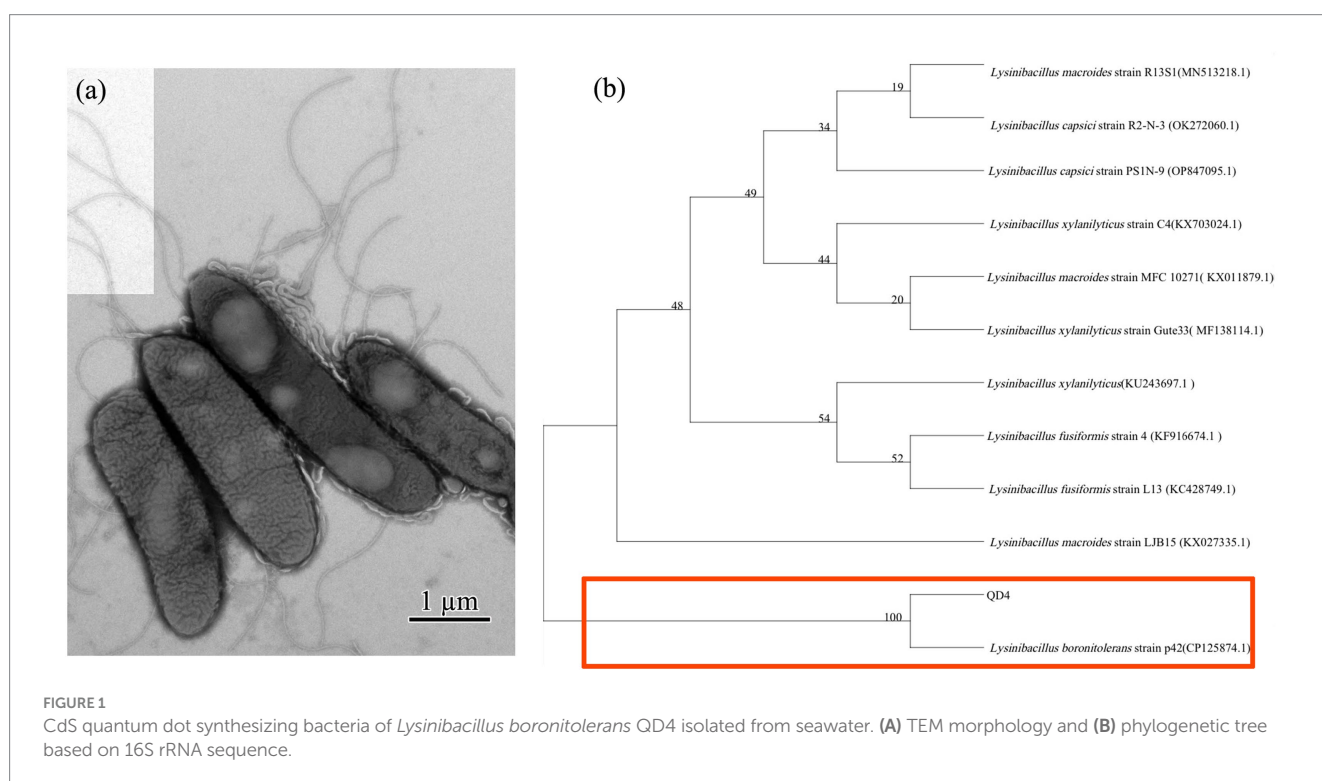 (a)
1 μm
(b)
Lysinibacillus macroides strain R13S1(MN513218.1)
19
Lysinibacillus capsici strain R2-N-3 (OK272060.1)
34
Lysinibacillus capsici strain PS1N-9 (OP847095.1)
49
Lysinibacillus xylanilyticus strain C4(KX703024.1)
44
Lysinibacillus macroides strain MFC 10271( KX011879.1)
20
Lysinibacillus xylanilyticus strain Gute33( MF138114.1)
48
Lysinibacillus xylanilyticus(KU243697.1 )
54
Lysinibacillus fusiformis strain 4 (KF916674.1 )
52
Lysinibacillus fusiformis strain L13 (KC428749.1)
Lysinibacillus macroides strain LJB15 (KX027335.1)
QD4
100
Lysinibacillus boronitolerans strain p42(CP125874.1)
FIGURE 1
CdS quantum dot synthesizing bacteria of Lysinibacillus boronitolerans QD4 isolated from seawater. (A) TEM morphology and (B) phylogenetic tree
based on 16S rRNA sequence.